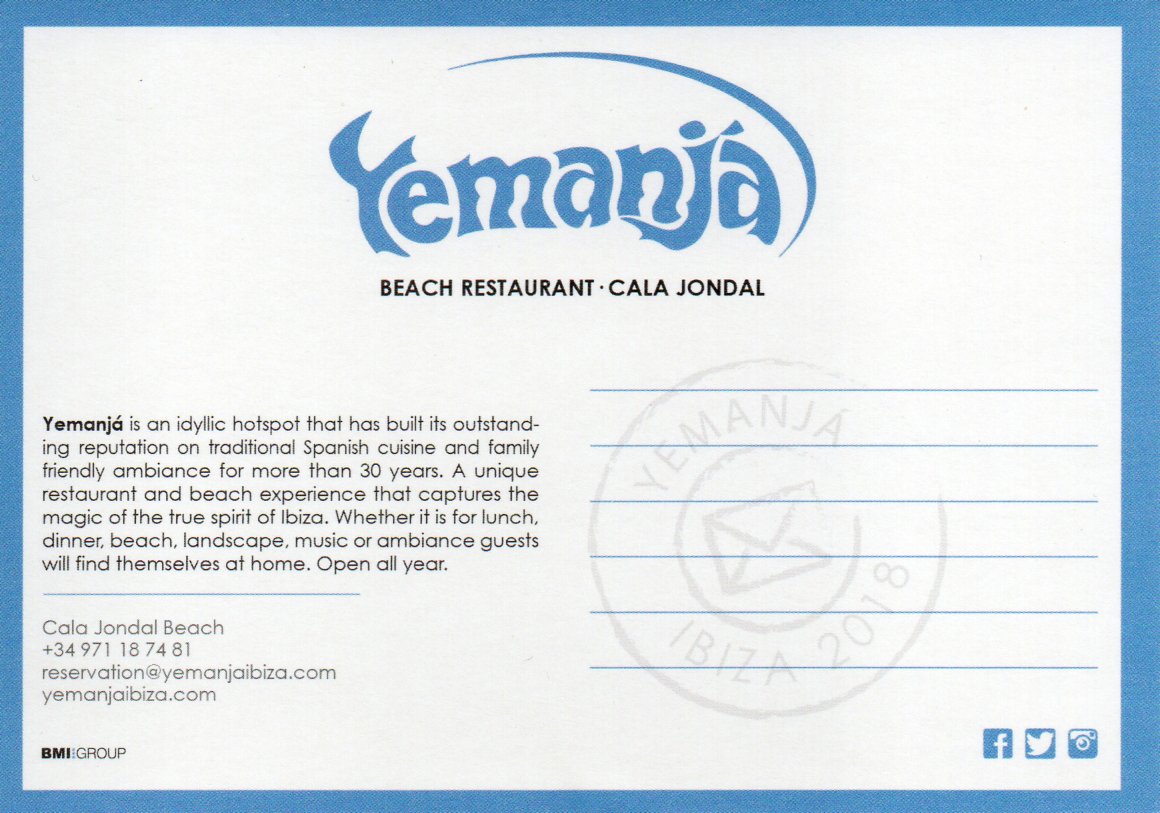 Yemanjá
BEACH RESTAURANT · CALA JONDAL
Yemanjá is an idyllic hotspot that has built its outstand-
ing reputation on traditional Spanish cuisine and family
friendly ambiance for more than 30 years. A unique
restaurant and beach experience that captures the
magic of the true spirit of Ibiza. Whether it is for lunch,
dinner, beach, landscape, music or ambiance guests
will find themselves at home. Open all year.
Cala Jondal Beach
+34 971 18 74 81
reservation@yemanjaibiza.com
yemanjaibiza.com
BMI GROUP
YEMANJÁ
IBIZA 2018